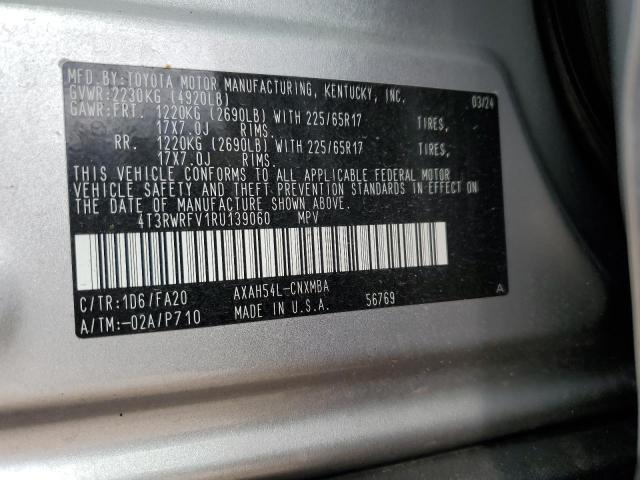 MFD.BY:TOYOTA MOTOR MANUFACTURING, KENTUCKY, INC.
GVWR:2230KG (4920LB) 03/24
GAWR:FRT. 1220KG (2690LB) WITH 225/65R17 TIRES,
17X7.0J RIMS.
RR. 1220KG (2690LB) WITH 225/65R17 TIRES,
17X7.0J RIMS.
THIS VEHICLE CONFORMS TO ALL APPLICABLE FEDERAL MOTOR
VEHICLE SAFETY AND THEFT PREVENTION STANDARDS IN EFFECT ON
THE DATE OF MANUFACTURE SHOWN ABOVE.
4T3RWRFV1RU139060 MPV
C/TR:1D6/FA20 AXAH54L-CNXMBA
A/TM:-02A/P710 MADE IN U.S.A. 56769 A